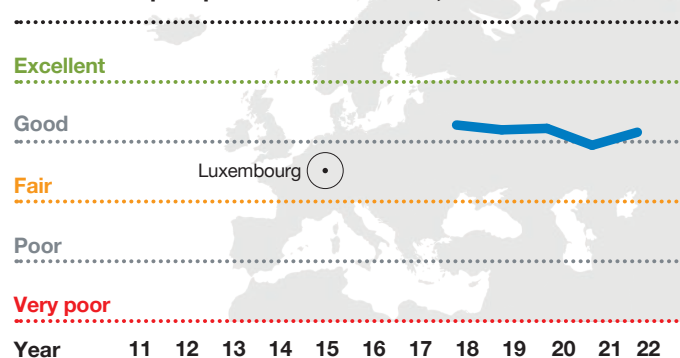 Excellent
Good
Luxembourg
Fair
Poor
Very poor
Year 11 12 13 14 15 16 17 18 19 20 21 22